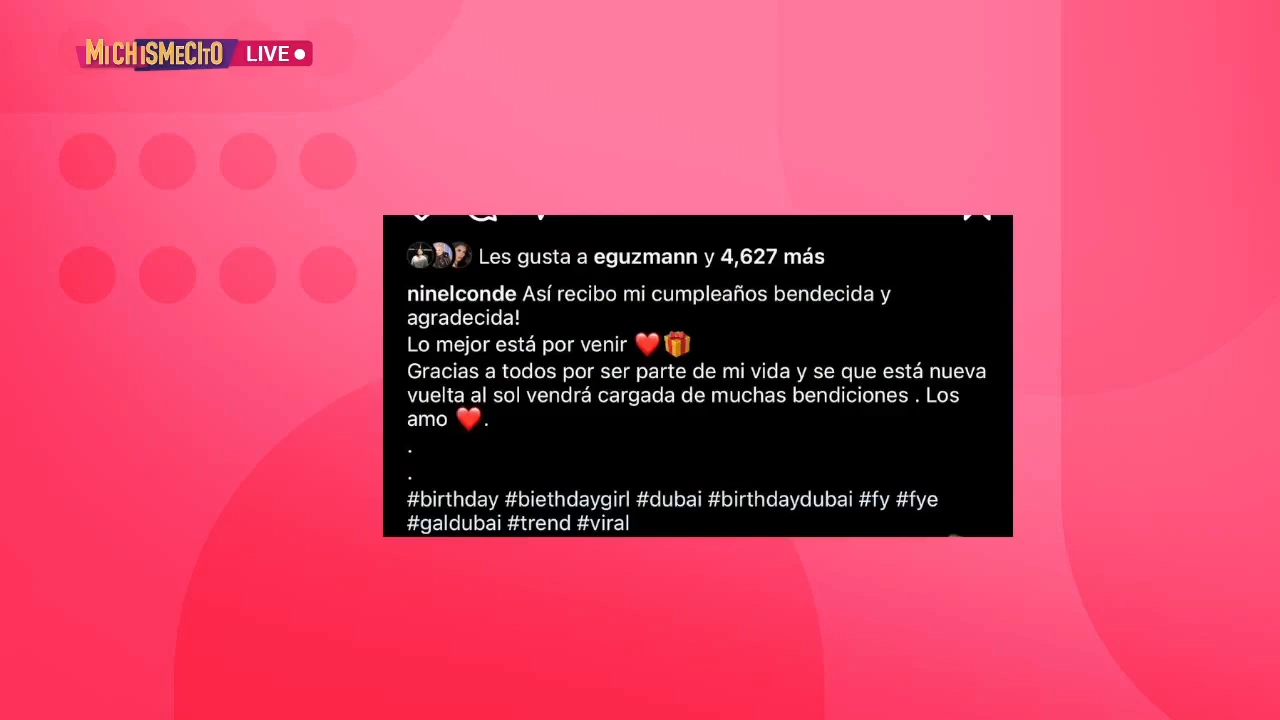 MICHISMECITO LIVE
Les gusta a eguzmann y 4,627 más
ninelconde Así recibo mi cumpleaños bendecida y
agradecida!
Lo mejor está por venir ❤️🎁
Gracias a todos por ser parte de mi vida y se que está nueva
vuelta al sol vendrá cargada de muchas bendiciones . Los
amo ❤️.
.
.
#birthday #biethdaygirl #dubai #birthdaydubai #fy #fye
#galdubai #trend #viral